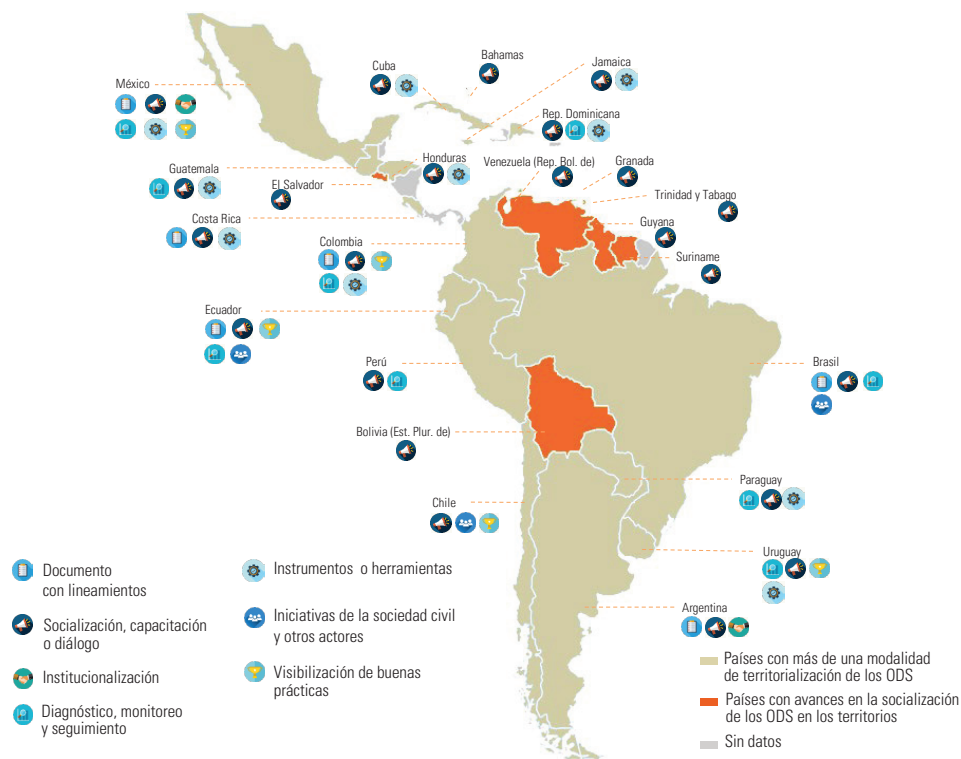 Bahamas
Cuba
Jamaica
México
Rep. Dominicana
Honduras
Venezuela (Rep. Bol. de)
Granada
Guatemala
El Salvador
Trinidad y Tabago
Costa Rica
Guyana
Colombia
Suriname
Ecuador
Perú
Brasil
Bolivia (Est. Plur. de)
Paraguay
Chile
Uruguay
Argentina
Documento
con lineamientos
Socialización, capacitación
o diálogo
Institucionalización
Diagnóstico, monitoreo
y seguimiento
Instrumentos o herramientas
Iniciativas de la sociedad civil
y otros actores
Visibilización de buenas
prácticas
Países con más de una modalidad
de territorialización de los ODS
Países con avances en la socialización
de los ODS en los territorios
Sin datos